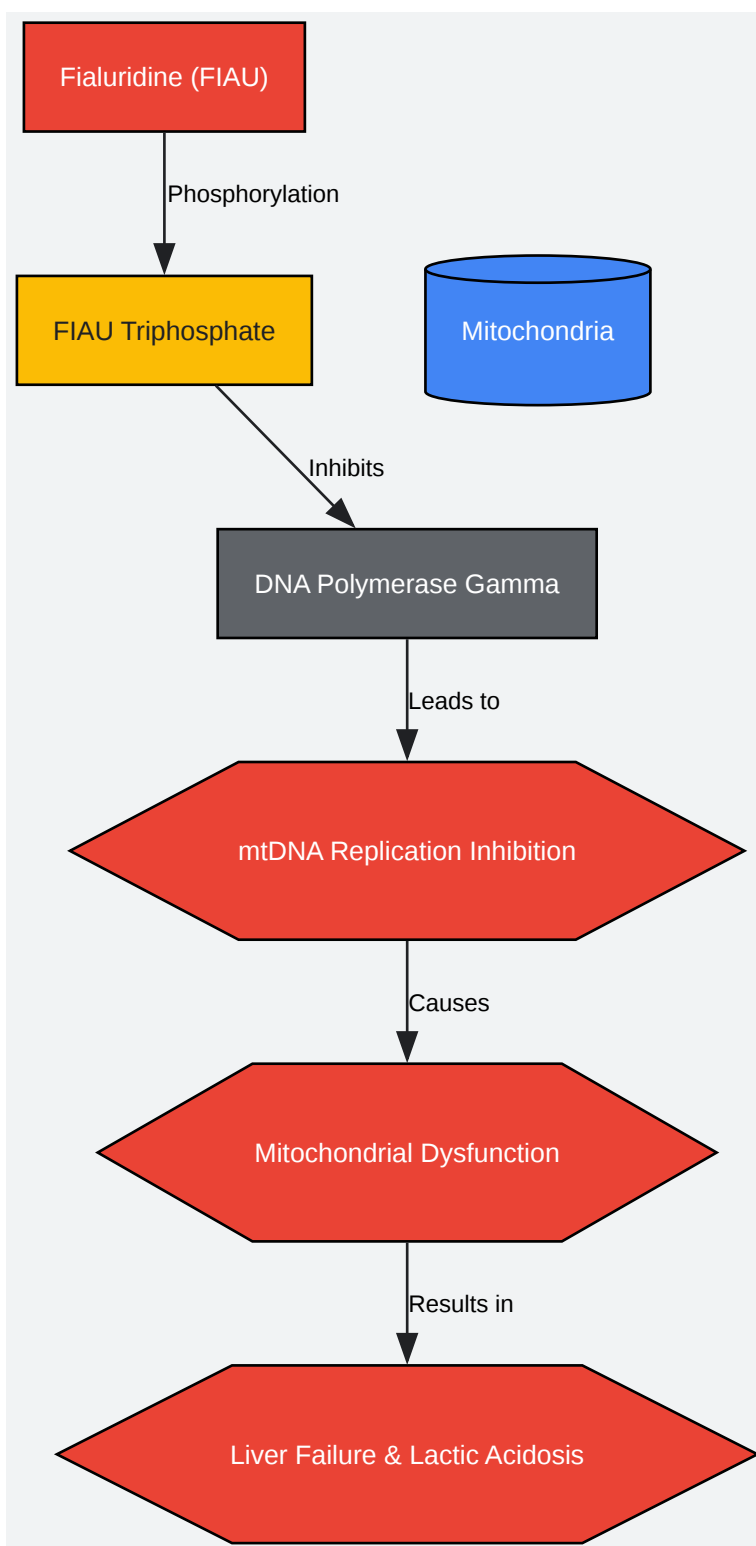 Fialuridine (FIAU)
Phosphorylation
FIAU Triphosphate
Mitochondria
Inhibits
DNA Polymerase Gamma
Leads to
mtDNA Replication Inhibition
Causes
Mitochondrial Dysfunction
Results in
Liver Failure & Lactic Acidosis